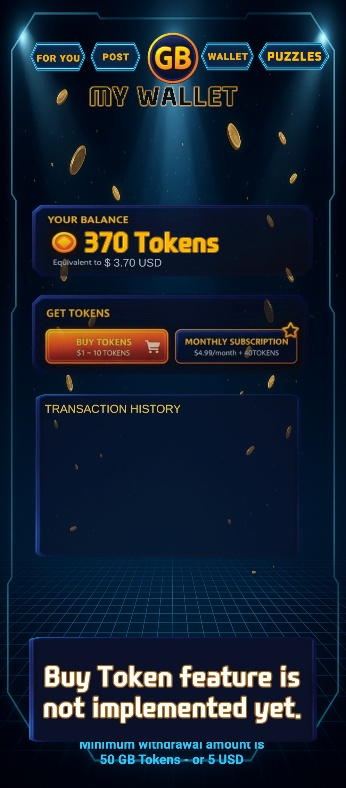 FOR YOU
POST
GB
WALLET
PUZZLES
MY WALLET
YOUR BALANCE
370 Tokens
Equivalent to $ 3.70 USD
GET TOKENS
BUY TOKENS
$1 ~ 10 TOKENS
MONTHLY SUBSCRIPTION
$4.99/month + 40TOKENS
TRANSACTION HISTORY
Buy Token feature is
not implemented yet.
Minimum withdrawal amount is
50 GB Tokens - or 5 USD